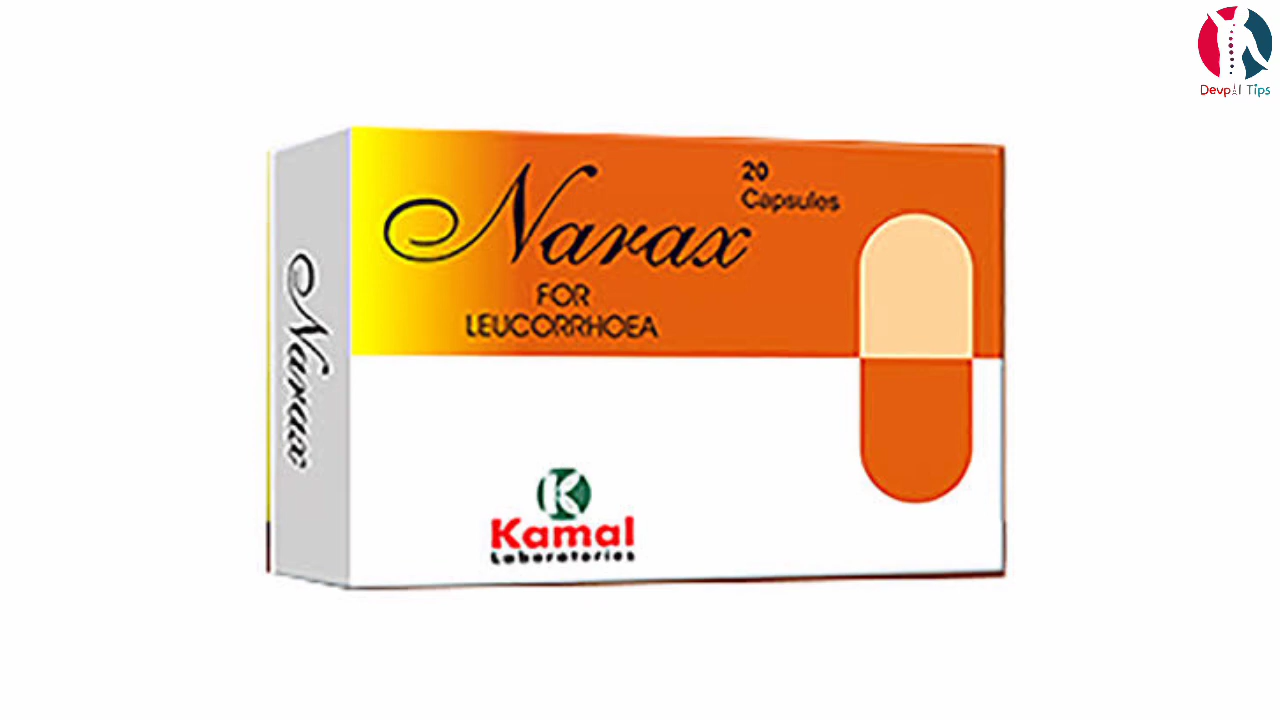 Devpal Tips
20
Capsules
Narax
FOR
LEUCORRHOEA
Narax
K
Kamal
Laboratories